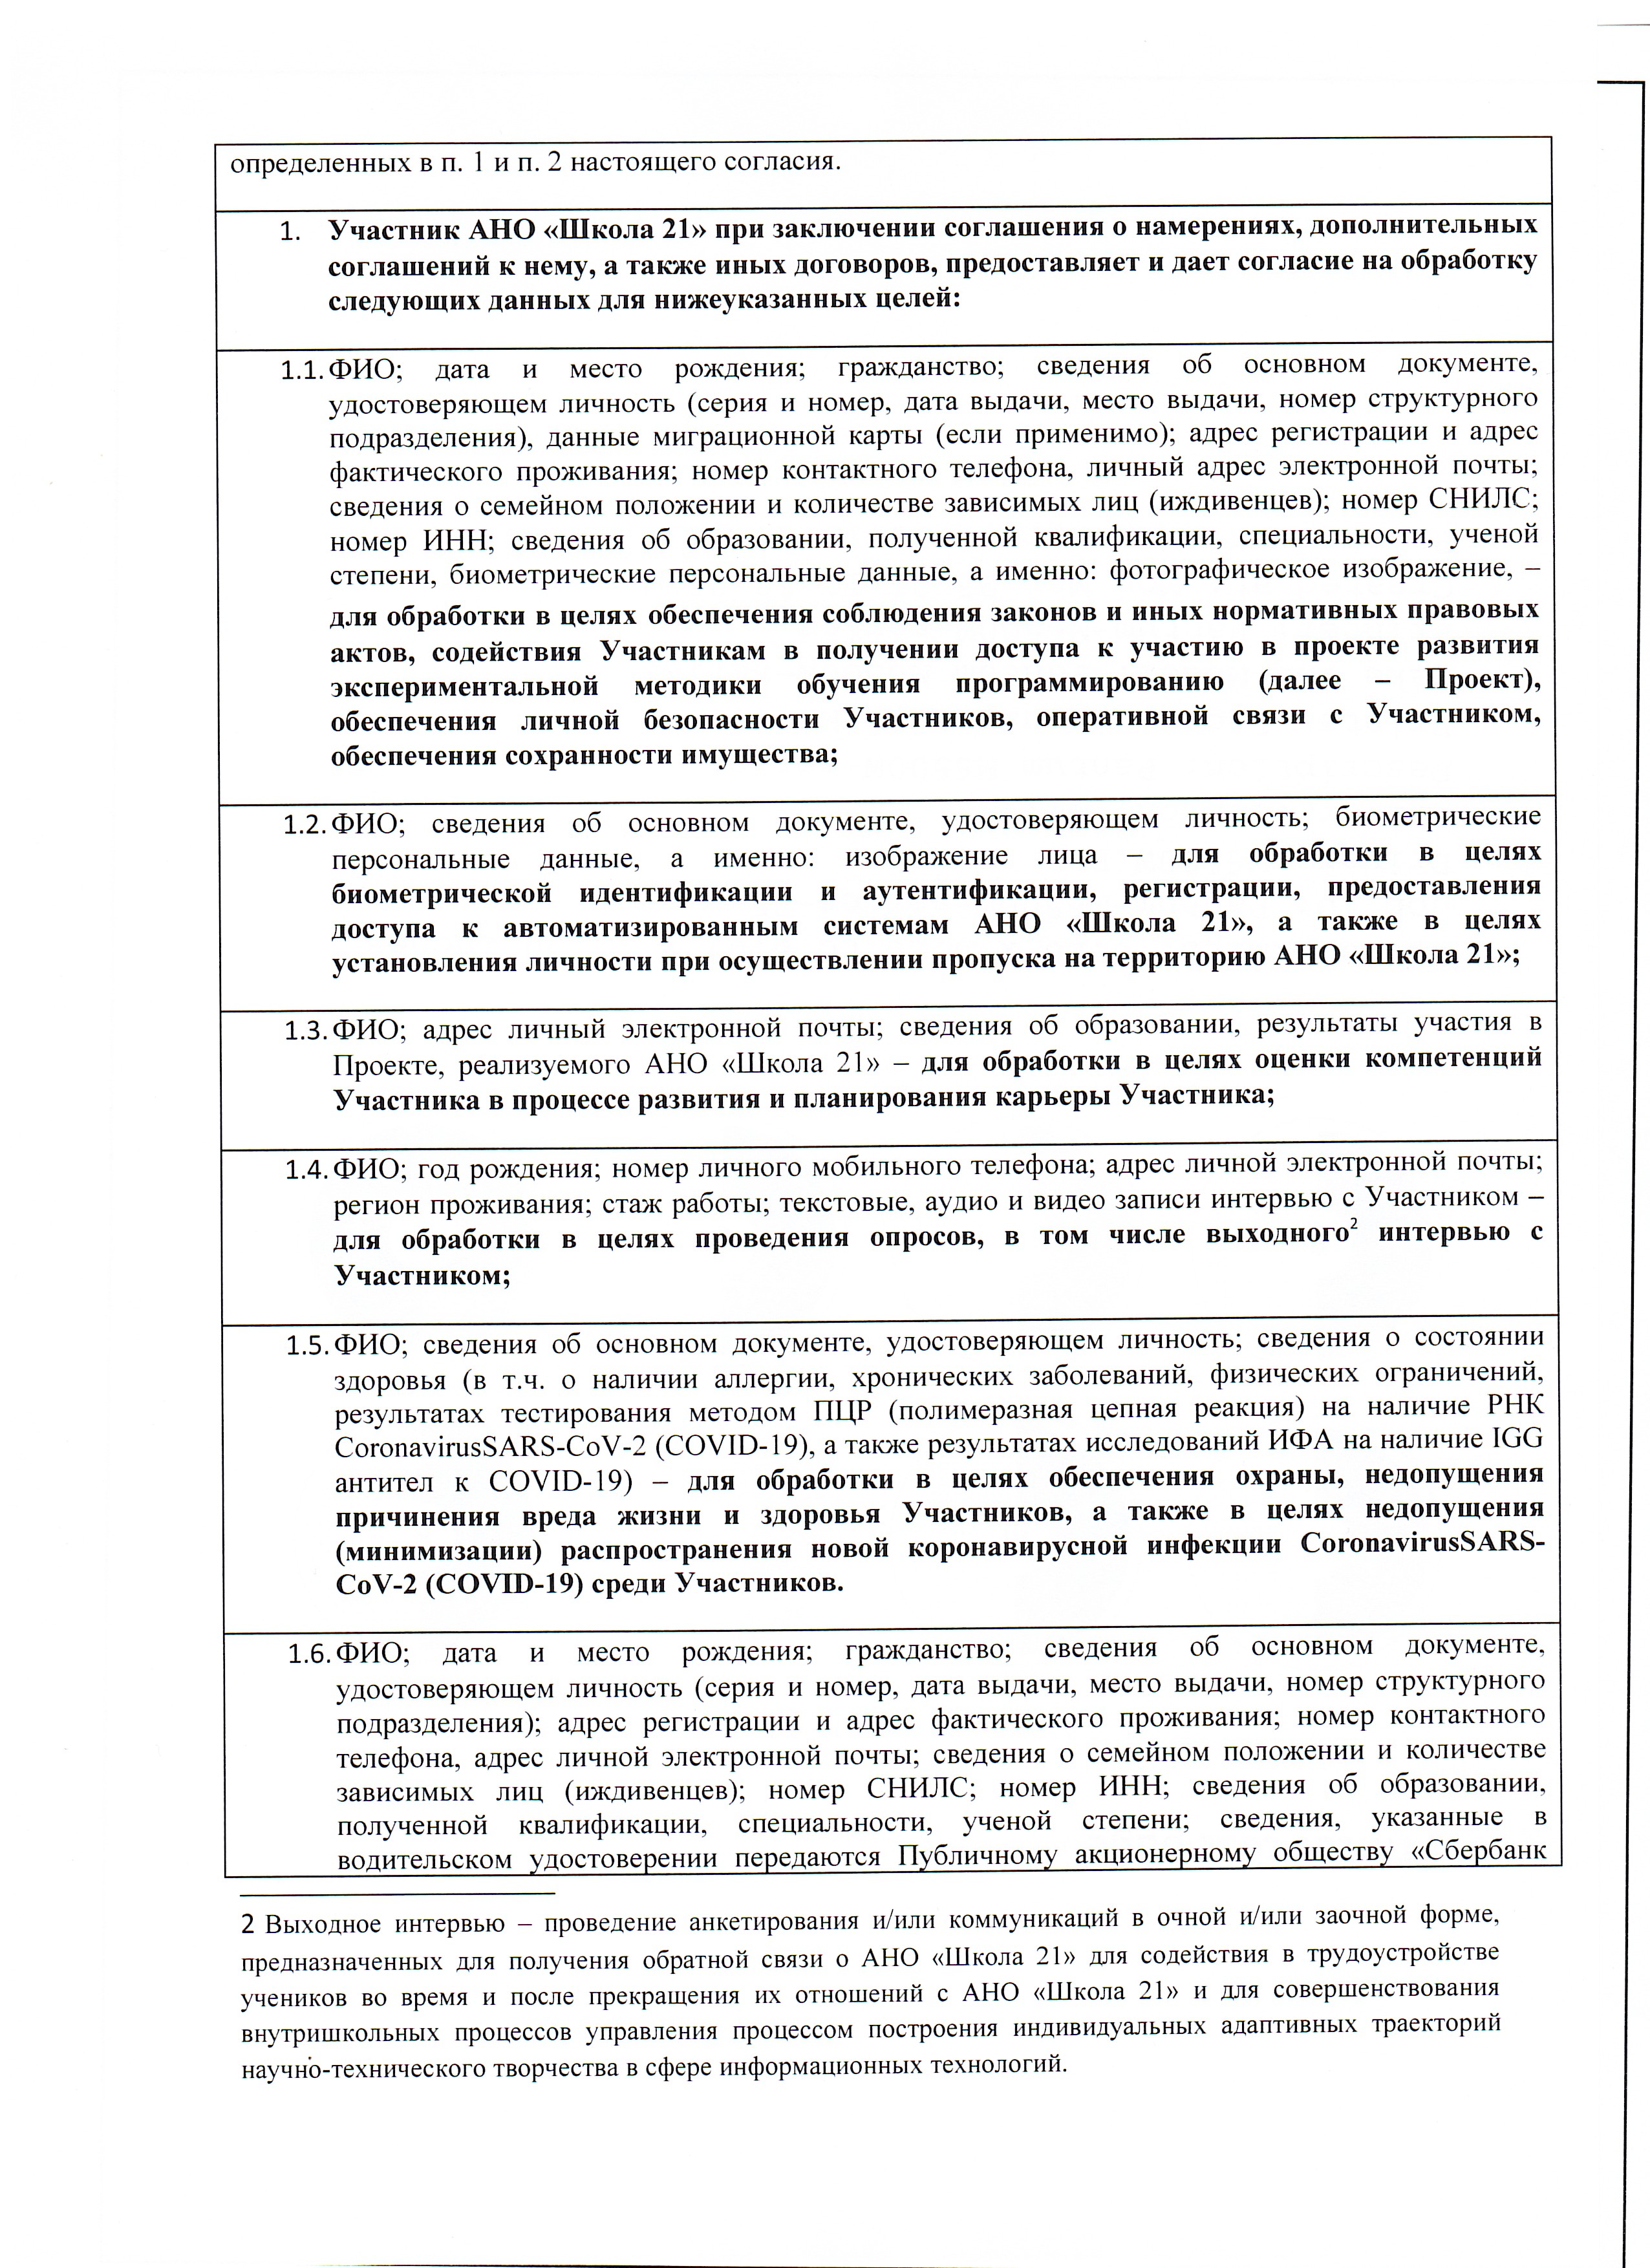 определенных в п. 1 и п. 2 настоящего согласия.
1. Участник АНО «Школа 21» при заключении соглашения о намерениях, дополнительных
соглашений к нему, а также иных договоров, предоставляет и дает согласие на обработку
следующих данных для нижеуказанных целей:
1.1. ФИО; дата и место рождения; гражданство; сведения об основном документе,
удостоверяющем личность (серия и номер, дата выдачи, место выдачи, номер структурного
подразделения), данные миграционной карты (если применимо); адрес регистрации и адрес
фактического проживания; номер контактного телефона, личный адрес электронной почты;
сведения о семейном положении и количестве зависимых лиц (иждивенцев); номер СНИЛС;
номер ИНН; сведения об образовании, полученной квалификации, специальности, ученой
степени, биометрические персональные данные, а именно: фотографическое изображение, –
для обработки в целях обеспечения соблюдения законов и иных нормативных правовых
актов, содействия Участникам в получении доступа к участию в проекте развития
экспериментальной методики обучения программированию (далее – Проект),
обеспечения личной безопасности Участников, оперативной связи с Участником,
обеспечения сохранности имущества;
1.2. ФИО; сведения об основном документе, удостоверяющем личность; биометрические
персональные данные, а именно: изображение лица – для обработки в целях
биометрической идентификации и аутентификации, регистрации, предоставления
доступа к автоматизированным системам АНО «Школа 21», а также в целях
установления личности при осуществлении пропуска на территорию АНО «Школа 21»;
1.3. ФИО; адрес личный электронной почты; сведения об образовании, результаты участия в
Проекте, реализуемого АНО «Школа 21» – для обработки в целях оценки компетенций
Участника в процессе развития и планирования карьеры Участника;
1.4. ФИО; год рождения; номер личного мобильного телефона; адрес личной электронной почты;
регион проживания; стаж работы; текстовые, аудио и видео записи интервью с Участником –
для обработки в целях проведения опросов, в том числе выходного² интервью с
Участником;
1.5. ФИО; сведения об основном документе, удостоверяющем личность; сведения о состоянии
здоровья (в т.ч. о наличии аллергии, хронических заболеваний, физических ограничений,
результатах тестирования методом ПЦР (полимеразная цепная реакция) на наличие РНК
CoronavirusSARS-CoV-2 (COVID-19), а также результатах исследований ИФА на наличие IGG
антител к COVID-19) – для обработки в целях обеспечения охраны, недопущения
причинения вреда жизни и здоровья Участников, а также в целях недопущения
(минимизации) распространения новой коронавирусной инфекции CoronavirusSARS-
CoV-2 (COVID-19) среди Участников.
1.6. ФИО; дата и место рождения; гражданство; сведения об основном документе,
удостоверяющем личность (серия и номер, дата выдачи, место выдачи, номер структурного
подразделения); адрес регистрации и адрес фактического проживания; номер контактного
телефона, адрес личной электронной почты; сведения о семейном положении и количестве
зависимых лиц (иждивенцев); номер СНИЛС; номер ИНН; сведения об образовании,
полученной квалификации, специальности, ученой степени; сведения, указанные в
водительском удостоверении передаются Публичному акционерному обществу «Сбербанк
2 Выходное интервью – проведение анкетирования и/или коммуникаций в очной и/или заочной форме,
предназначенных для получения обратной связи о АНО «Школа 21» для содействия в трудоустройстве
учеников во время и после прекращения их отношений с АНО «Школа 21» и для совершенствования
внутришкольных процессов управления процессом построения индивидуальных адаптивных траекторий
научно-технического творчества в сфере информационных технологий.